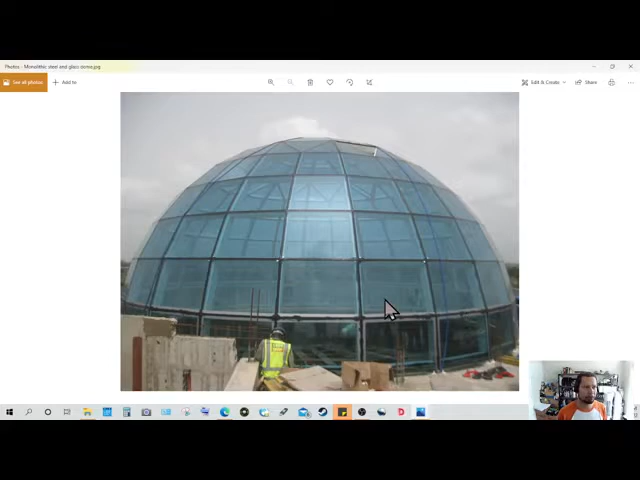 Photos - Monolithic steel and glass dome.jpg
See all photos
Add to
Edit & Create
Share